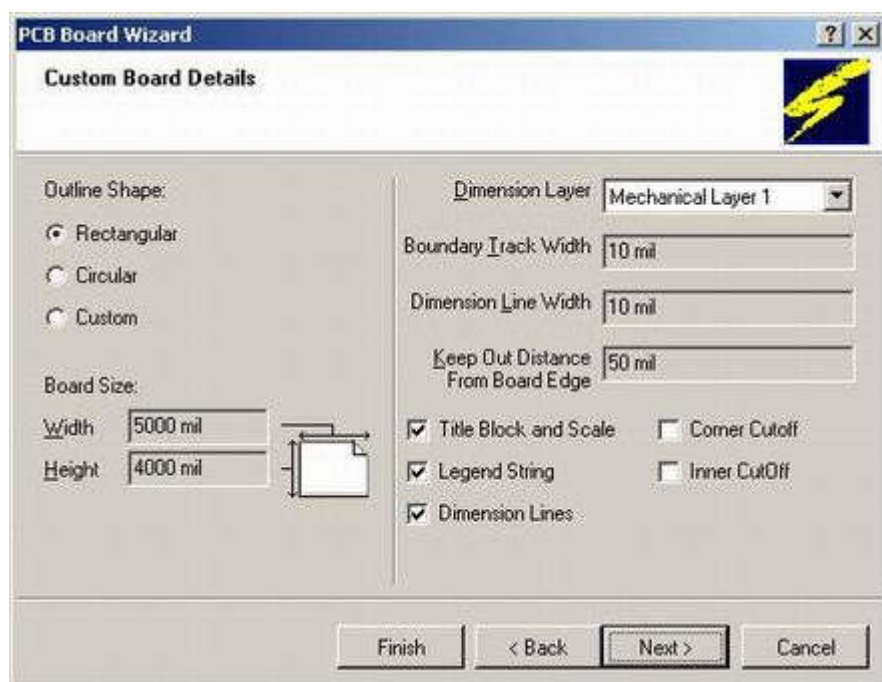 PCB Board Wizard
Custom Board Details
Outline Shape:
Rectangular
Circular
Custom
Board Size:
Width 5000 mil
Height 4000 mil
Dimension Layer Mechanical Layer 1
Boundary Track Width 10 mil
Dimension Line Width 10 mil
Keep Out Distance From Board Edge 50 mil
Title Block and Scale
Corner Cutoff
Legend String
Inner CutOff
Dimension Lines
Finish
< Back
Next >
Cancel